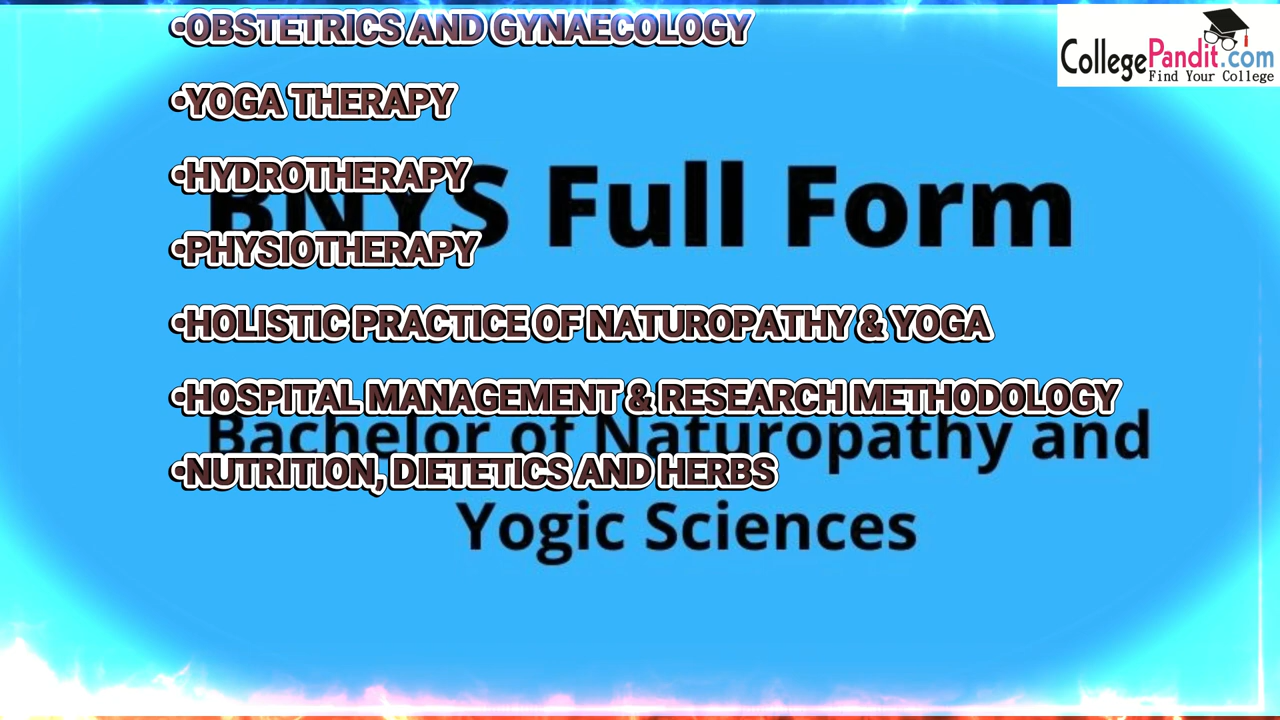 •OBSTETRICS AND GYNAECOLOGY
CollegePandit.com
Find Your College
•YOGA THERAPY
•HYDROTHERAPY
BNYS Full Form
•PHYSIOTHERAPY
•HOLISTIC PRACTICE OF NATUROPATHY & YOGA
•HOSPITAL MANAGEMENT & RESEARCH METHODOLOGY
Bachelor of Naturopathy and
•NUTRITION, DIETETICS AND HERBS
Yogic Sciences